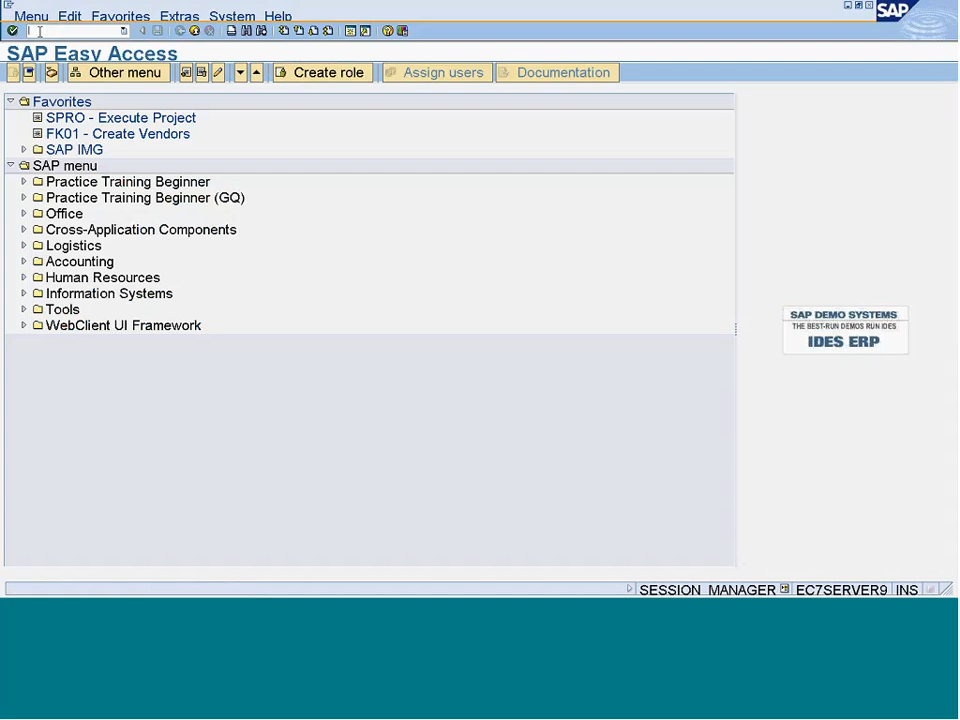 Menu Edit Favorites Extras System Help
SAP
SAP Easy Access
Other menu Create role Assign users Documentation
Favorites
SPRO - Execute Project
FK01 - Create Vendors
SAP IMG
SAP menu
Practice Training Beginner
Practice Training Beginner (GQ)
Office
Cross-Application Components
Logistics
Accounting
Human Resources
Information Systems
Tools
WebClient UI Framework
SAP DEMO SYSTEMS
THE BEST-RUN DEMOS RUN IDES
IDES ERP
SESSION_MANAGER EC7SERVER9 INS